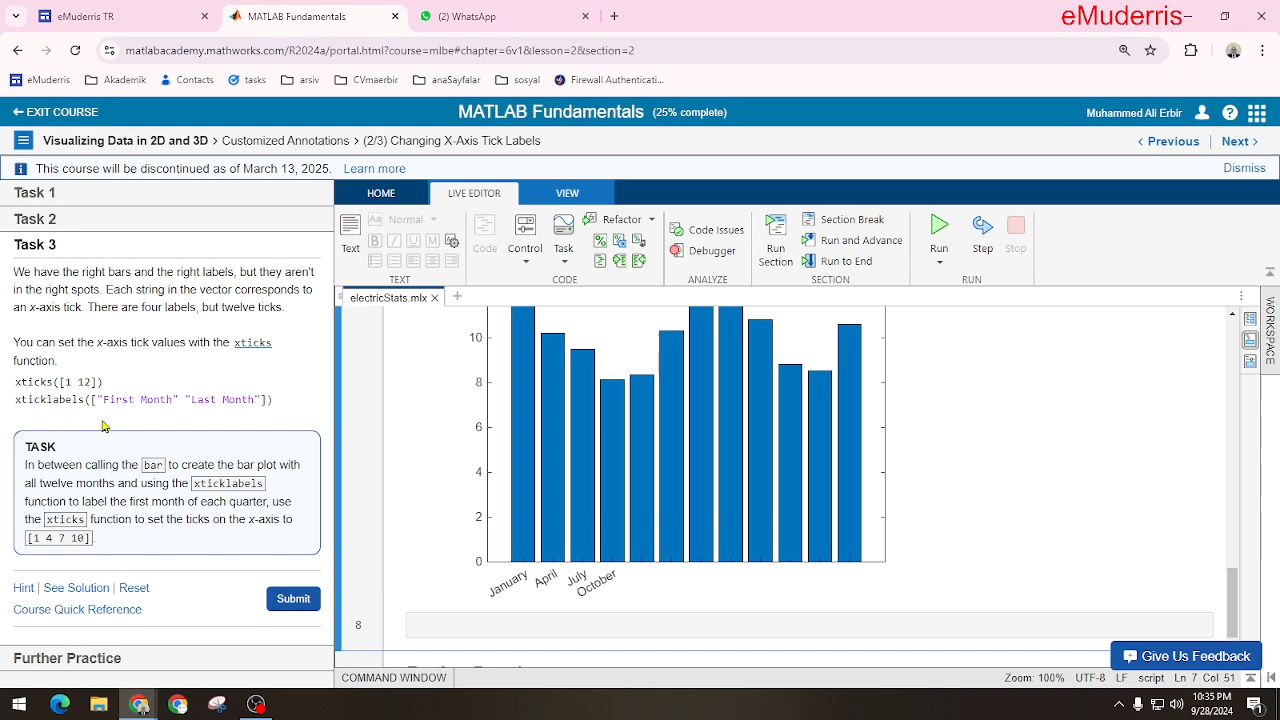 eMuderris TR
MATLAB Fundamentals
(2) WhatsApp
eMuderris
matlabacademy.mathworks.com/R2024a/portal.html?course=mlbe#chapter=6v1&lesson=2&section=2
eMuderris
Akademik
Contacts
tasks
arsiv
CVmaerbir
anaSayfalar
sosyal
Firewall Authenticati...
EXIT COURSE
MATLAB Fundamentals (25% complete)
Muhammed Ali Erbir
Visualizing Data in 2D and 3D > Customized Annotations > (2/3) Changing X-Axis Tick Labels
< Previous | Next >
This course will be discontinued as of March 13, 2025. Learn more
Dismiss
Task 1
Task 2
Task 3
We have the right bars and the right labels, but they aren't
in the right spots. Each string in the vector corresponds to
an x-axis tick. There are four labels, but twelve ticks.
You can set the x-axis tick values with the xticks
function.
xticks([1 12])
xticklabels(["First Month" "Last Month"])
TASK
In between calling the bar to create the bar plot with
all twelve months and using the xticklabels
function to label the first month of each quarter, use
the xticks function to set the ticks on the x-axis to
[1 4 7 10].
Hint | See Solution | Reset
Submit
Course Quick Reference
Further Practice
HOME
LIVE EDITOR
VIEW
Text
Aa Normal
B I U M
TEXT
Code
Control
Task
Refactor
CODE
Code Issues
Debugger
ANALYZE
Run
Section
Section Break
Run and Advance
Run to End
SECTION
Run
Step
Stop
RUN
electricStats.mlx
WORKSPACE
10
8
6
4
2
0
January
April
July
October
8
Give Us Feedback
COMMAND WINDOW
Zoom: 100%
UTF-8
LF
script
Ln 7 Col 51
10:35 PM
9/28/2024